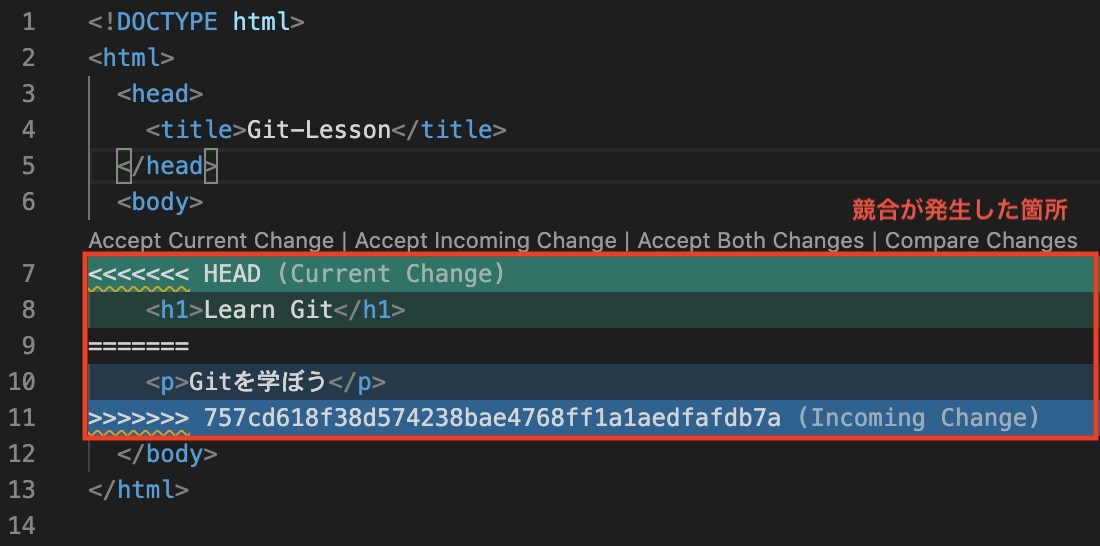 1 <!DOCTYPE html>
2 <html>
3 <head>
4 <title>Git-Lesson</title>
5 </head>
6 <body>
競合が発生した箇所
Accept Current Change | Accept Incoming Change | Accept Both Changes | Compare Changes
7 <<<<<<< HEAD (Current Change)
8 <h1>Learn Git</h1>
9 =======
10 <p>Gitを学ぼう</p>
11 >>>>>>> 757cd618f38d574238bae4768ff1a1aedfafdb7a (Incoming Change)
12 </body>
13 </html>
14